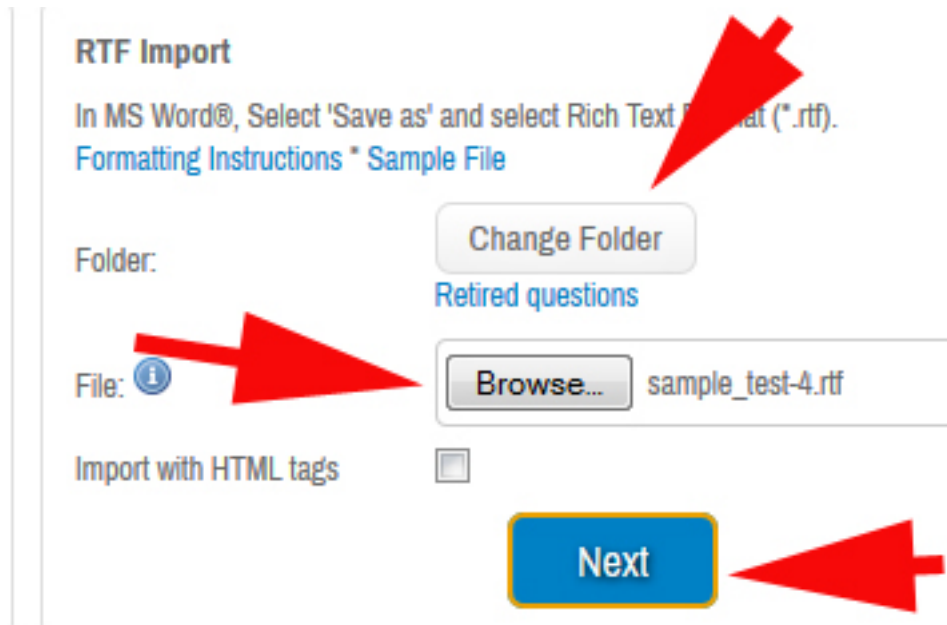 RTF Import
In MS Word®, Select 'Save as' and select Rich Text (*.rtf).
Formatting Instructions * Sample File
Change Folder
Folder:
Retired questions
File:
Browse... sample_test-4.rtf
Import with HTML tags
Next